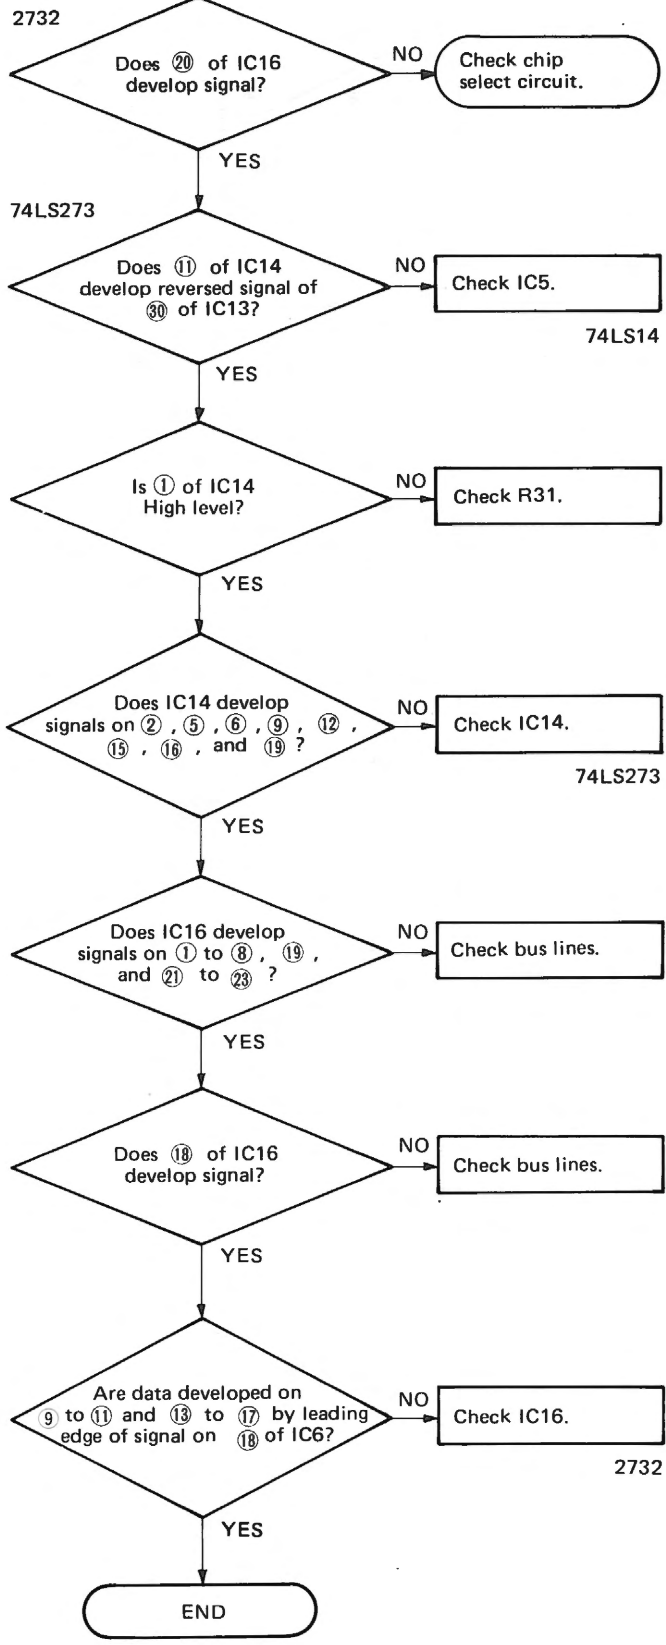 2732
Does ⑳ of IC16
develop signal?
NO
Check chip
select circuit.
YES
74LS273
Does ⑪ of IC14
develop reversed signal of
㉚ of IC13?
NO
Check IC5.
74LS14
YES
Is ① of IC14
High level?
NO
Check R31.
YES
Does IC14 develop
signals on ② , ⑤ , ⑥ , ⑨ , ⑫ ,
⑮ , ⑯ , and ⑲ ?
NO
Check IC14.
74LS273
YES
Does IC16 develop
signals on ① to ⑧ , ⑲ ,
and ㉑ to ㉓ ?
NO
Check bus lines.
YES
Does ⑱ of IC16
develop signal?
NO
Check bus lines.
YES
Are data developed on
⑨ to ⑪ and ⑬ to ⑰ by leading
edge of signal on ⑱ of IC6?
NO
Check IC16.
2732
YES
END